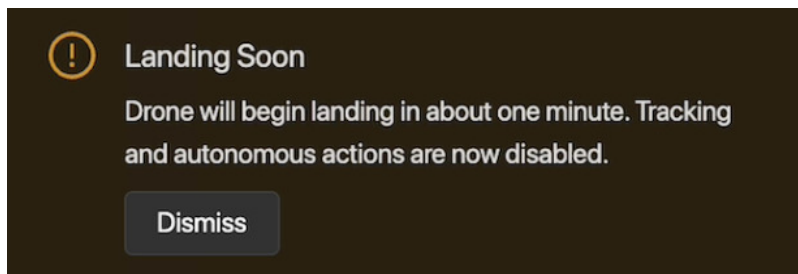 Landing Soon
Drone will begin landing in about one minute. Tracking
and autonomous actions are now disabled.
Dismiss